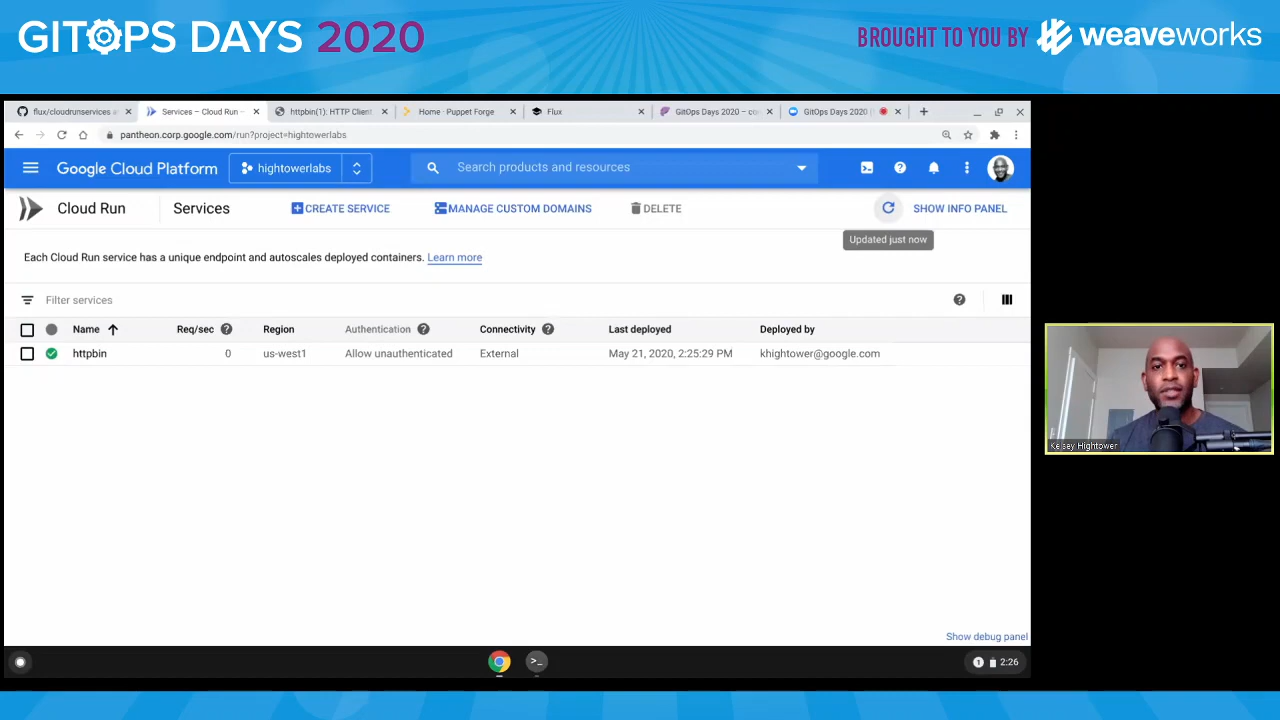 GITOPS DAYS 2020
BROUGHT TO YOU BY weaveworks
flux/cloudrunservices a
Services – Cloud Run –
httpbin(1): HTTP Client
Home · Puppet Forge
Flux
GitOps Days 2020 – c
GitOps Days 2020
pantheon.corp.google.com/run?project=hightowerlabs
Google Cloud Platform
hightowerlabs
Search products and resources
Cloud Run
Services
CREATE SERVICE
MANAGE CUSTOM DOMAINS
DELETE
SHOW INFO PANEL
Updated just now
Each Cloud Run service has a unique endpoint and autoscales deployed containers. Learn more
Filter services
Name Req/sec Region Authentication Connectivity Last deployed Deployed by
httpbin 0 us-west1 Allow unauthenticated External May 21, 2020, 2:25:29 PM khightower@google.com
Kelsey Hightower
Show debug panel
1 2:26